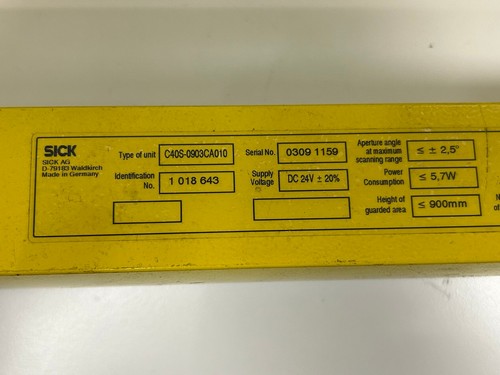 SICK
SICK AG
D-79183 Waldkirch
Made in Germany
Type of unit C40S-0903CA010
Identification No. 1 018 643
Serial No. 0309 1159
Supply Voltage DC 24V ± 20%
Aperture angle at maximum scanning range ≤ ± 2,5°
Power Consumption ≤ 5,7W
Height of guarded area ≤ 900mm
of